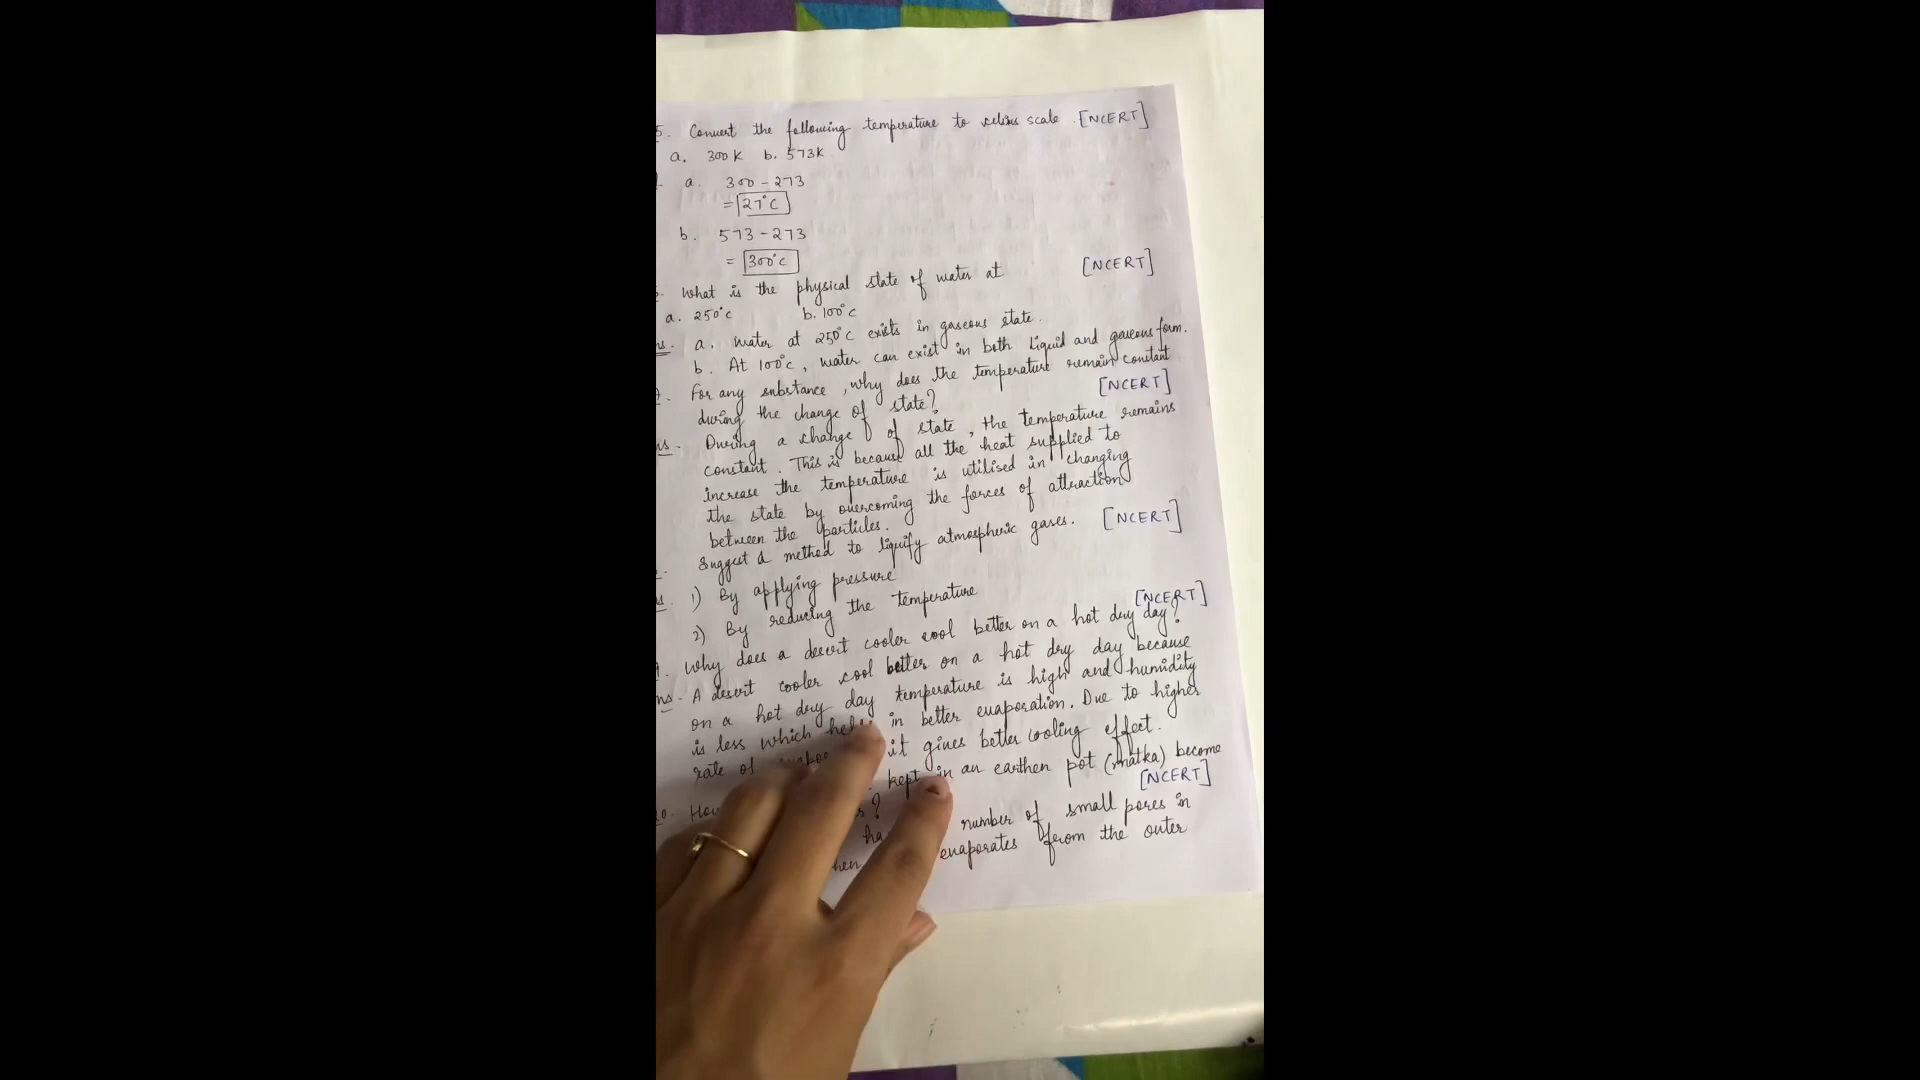 5. Convert the following temperature to celsius scale. [NCERT]
a. 300K b. 573K
a. 300 - 273
= 27°C
b. 573 - 273
= 300°C
What is the physical state of water at [NCERT]
a. 250°C b. 100°C
a. Water at 250°C exists in gaseous state.
b. At 100°C, water can exist in both liquid and gaseous form.
For any substance, why does the temperature remain constant
during the change of state? [NCERT]
During a change of state, the temperature remains
constant. This is because all the heat supplied to
increase the temperature is utilised in changing
the state by overcoming the forces of attraction
between the particles.
Suggest a method to liquify atmospheric gases. [NCERT]
1) By applying pressure
2) By reducing the temperature
[NCERT]
Why does a desert cooler cool better on a hot dry day?
A desert cooler cool better on a hot dry day because
on a hot dry day temperature is high and humidity
is less which in better evaporation. Due to higher
rate of it gives better cooling effect.
kept in an earthen pot (matka) become
[NCERT]
number of small pores in
evaporates from the outer